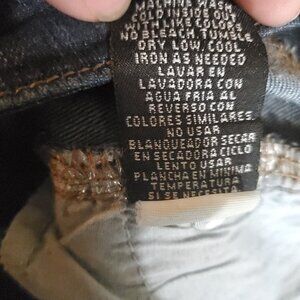 MACHINE WASH
COLD INSIDE OUT
LIKE COLORS
NO BLEACH. TUMBLE
DRY LOW/COOL
IRON AS NEEDED
LAVAR EN
LAVADORA CON
AGUA FRIA AL
REVERSO CON
COLORES SIMILARES.
NO USAR
BLANQUEADOR SECAR
EN SECADORA CICLO
LENTO USAR
PLANCHA EN MINIMA
TEMPERATURA
SI SE NECESITA